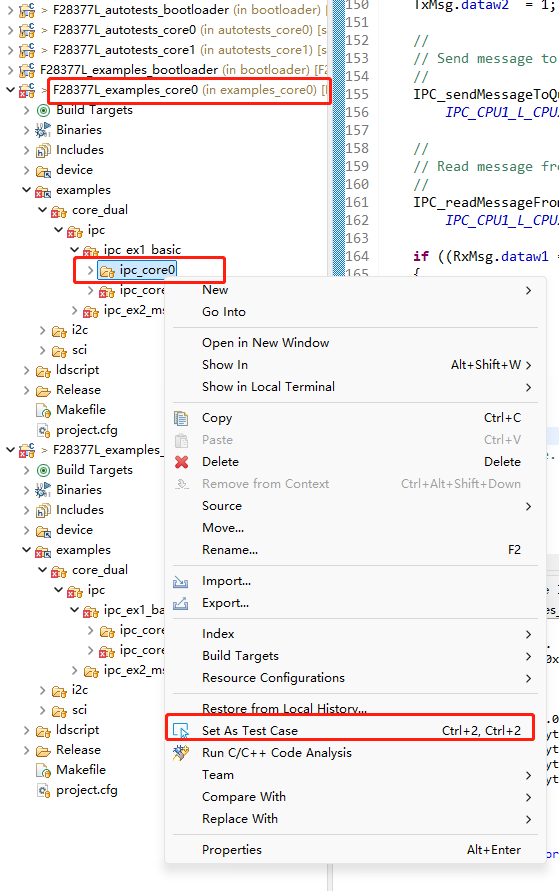 > F28377L_autotests_bootloader (in bootloader)
> F28377L_autotests_core0 (in autotests_core0) [s
> F28377L_autotests_core1 (in autotests_core1) [
F28377L_examples_bootloader (in bootloader) [F2
> F28377L_examples_core0 (in examples_core0)
Build Targets
Binaries
Includes
device
examples
core_dual
ipc
ipc_ex1_basic
ipc_core0
ipc_core
ipc_ex2_ms
i2c
sci
ldscript
Release
Makefile
project.cfg
> F28377L_examples_
Build Targets
Binaries
Includes
device
examples
core_dual
ipc
ipc_ex1_ba
ipc_core
ipc_core
ipc_ex2_ms
i2c
sci
ldscript
Release
Makefile
project.cfg
150 TxMsg.dataw2 = 1;
151
152 //
153 // Send message to
154 //
155 IPC_sendMessageToQu
156 IPC_CPU1_L_CPU
157
158 //
159 // Read message fr
160 //
161 IPC_readMessageFrom
162 IPC_CPU1_L_CPU
163
164 if ((RxMsg.dataw1 =
165 {
New
Go Into
Open in New Window
Show In Alt+Shift+W
Show in Local Terminal
Copy Ctrl+C
Paste Ctrl+V
Delete Delete
Remove from Context Ctrl+Alt+Shift+Down
Source
Move...
Rename... F2
Import...
Export...
Index
Build Targets
Resource Configurations
Restore from Local History...
Set As Test Case Ctrl+2, Ctrl+2
Run C/C++ Code Analysis
Team
Compare With
Replace With
Properties Alt+Enter